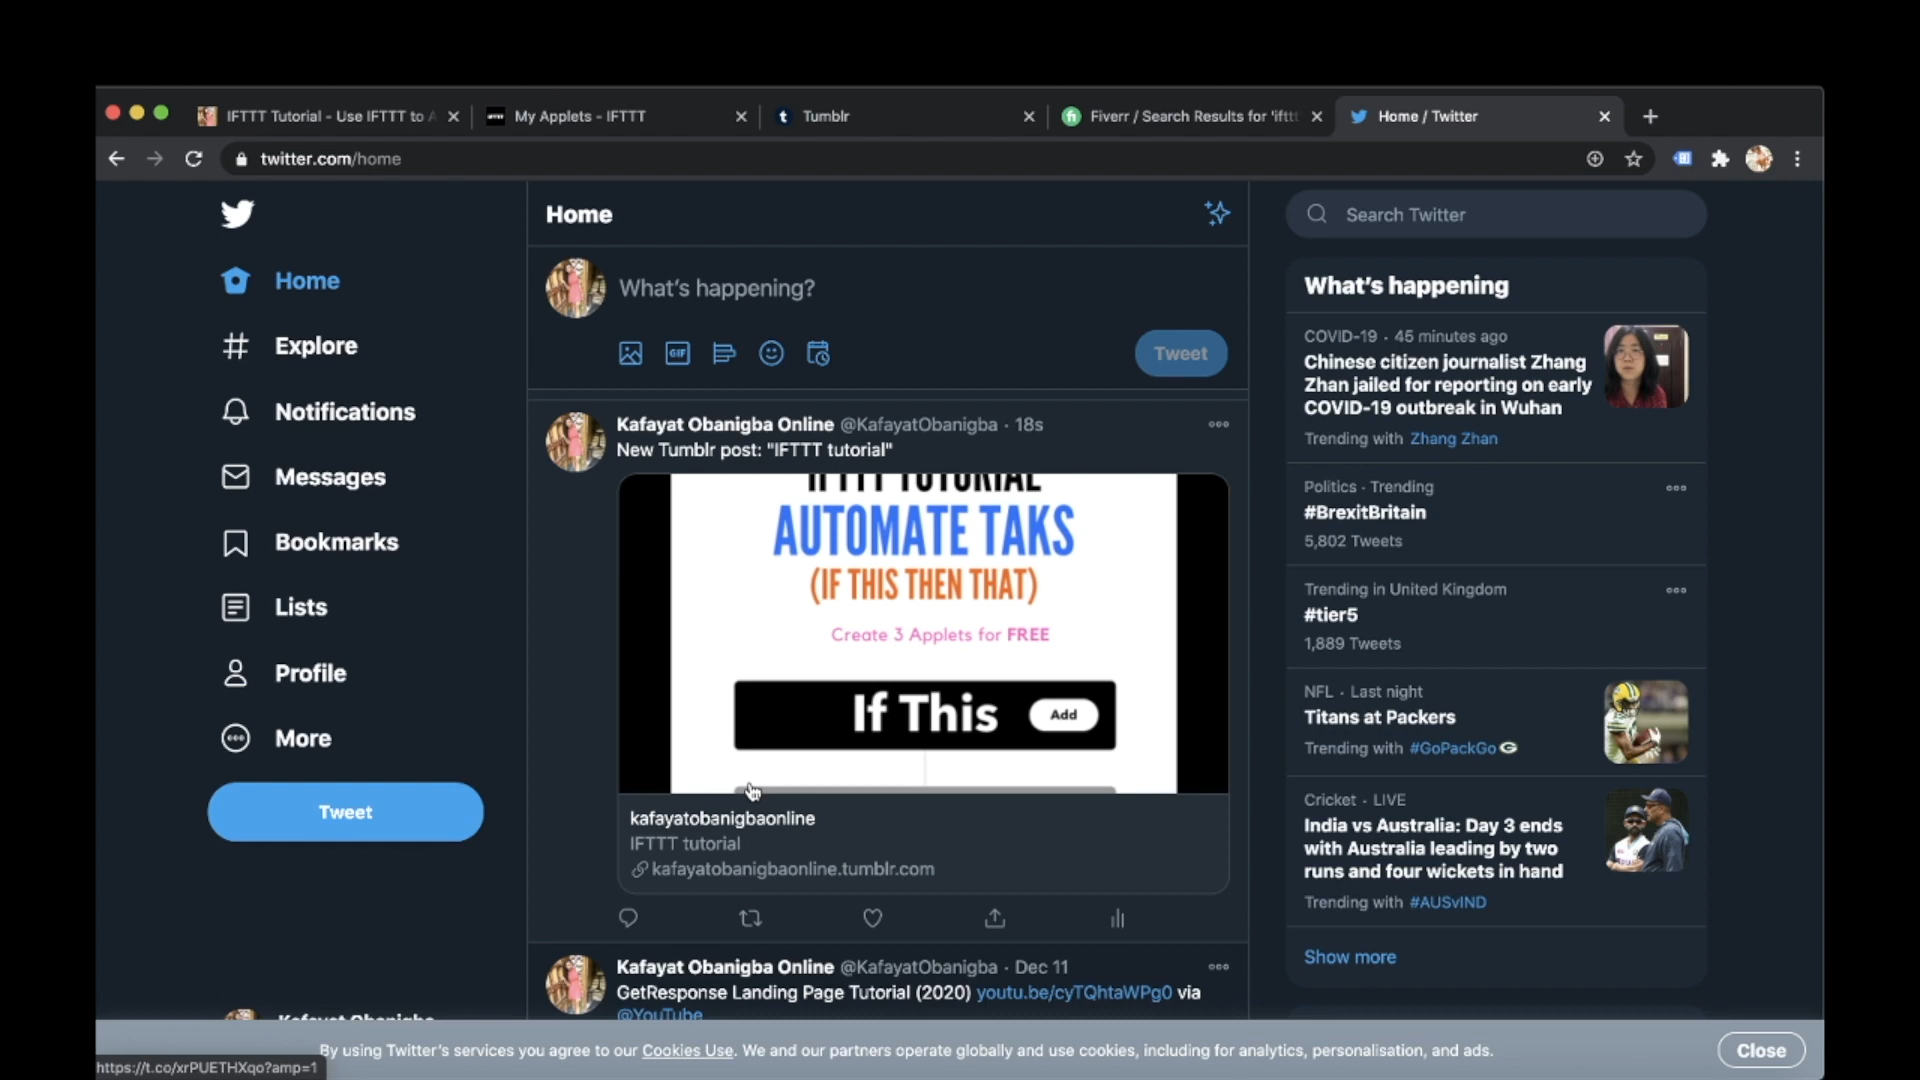 IFTTT Tutorial - Use IFTTT to A
My Applets - IFTTT
Tumblr
Fiverr / Search Results for 'ifttt
Home / Twitter
twitter.com/home
Home
Explore
Notifications
Messages
Bookmarks
Lists
Profile
More
Tweet
Kafayat Obanigba
Home
What's happening?
GIF
Tweet
Kafayat Obanigba Online @KafayatObanigba · 18s
New Tumblr post: "IFTTT tutorial"
IFTTT TUTORIAL
AUTOMATE TAKS
(IF THIS THEN THAT)
Create 3 Applets for FREE
If This Add
kafayatobanigbaonline
IFTTT tutorial
kafayatobanigbaonline.tumblr.com
Kafayat Obanigba Online @KafayatObanigba · Dec 11
GetResponse Landing Page Tutorial (2020) youtu.be/cyTQhtaWPg0 via
@YouTube
Search Twitter
What's happening
COVID-19 · 45 minutes ago
Chinese citizen journalist Zhang
Zhan jailed for reporting on early
COVID-19 outbreak in Wuhan
Trending with Zhang Zhan
Politics · Trending
#BrexitBritain
5,802 Tweets
Trending in United Kingdom
#tier5
1,889 Tweets
NFL · Last night
Titans at Packers
Trending with #GoPackGo
Cricket · LIVE
India vs Australia: Day 3 ends
with Australia leading by two
runs and four wickets in hand
Trending with #AUSvIND
Show more
By using Twitter's services you agree to our Cookies Use. We and our partners operate globally and use cookies, including for analytics, personalisation, and ads.
Close
https://t.co/xrPUETHXqo?amp=1